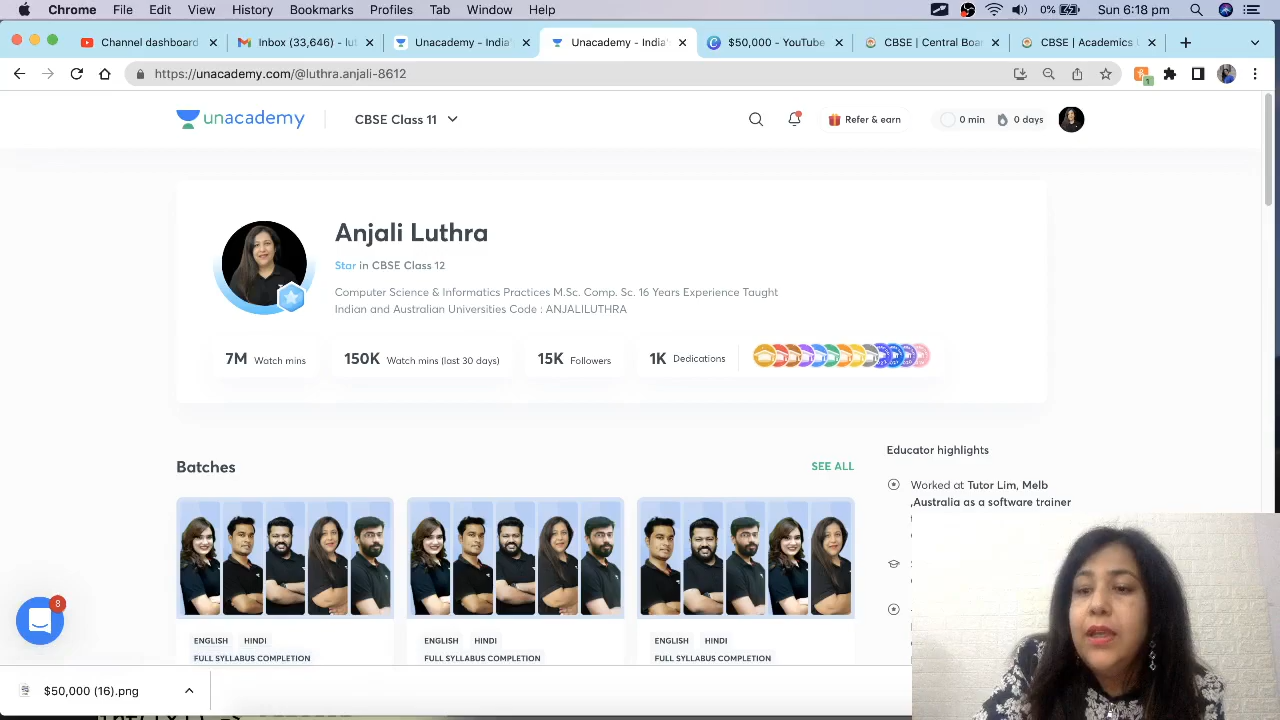 Chrome File Edit View History Bookmarks Profiles Tab Window Help 0% Sun 6:18 pm
Channel dashboard Inbox (33,646) - lut Unacademy - India' Unacademy - India' $50,000 - YouTube CBSE | Central Boar CBSE | Academics
https://unacademy.com/@luthra.anjali-8612 1
unacademy CBSE Class 11 Refer & earn 0 min 0 days
Anjali Luthra
Star in CBSE Class 12
Computer Science & Informatics Practices M.Sc. Comp. Sc. 16 Years Experience Taught
Indian and Australian Universities Code : ANJALILUTHRA
7M Watch mins 150K Watch mins (last 30 days) 15K Followers 1K Dedications
Educator highlights
Batches SEE ALL
Worked at Tutor Lim, Melb
Australia as a software trainer
8
ENGLISH HINDI ENGLISH HINDI ENGLISH HINDI
FULL SYLLABUS COMPLETION FULL SYLLABUS COMPLETION FULL SYLLABUS COMPLETION
$50,000 (16).png